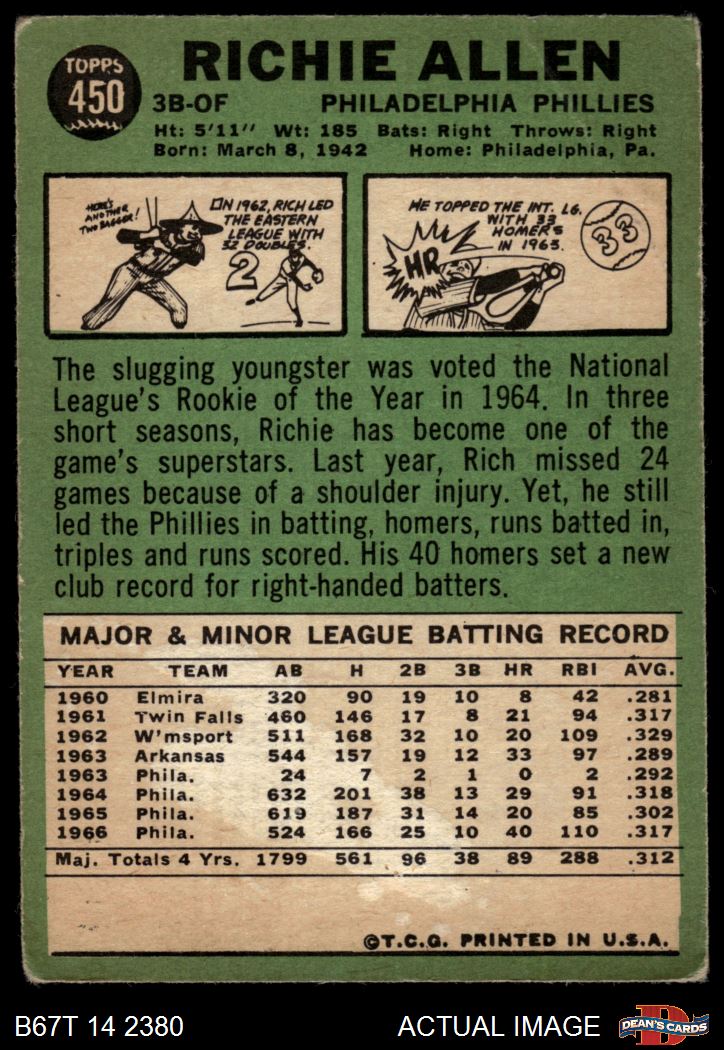 TOPPS
450
RICHIE ALLEN
3B-OF PHILADELPHIA PHILLIES
Ht: 5'11" Wt: 185 Bats: Right Throws: Right
Born: March 8, 1942 Home: Philadelphia, Pa.
HERE'S
ANOTHER
TWO BAGGER!
IN 1962, RICH LED
THE EASTERN
LEAGUE WITH
32 DOUBLES.
2
HE TOPPED THE INT. LG.
WITH 33
HOMERS
IN 1963.
HR
33
The slugging youngster was voted the National
League's Rookie of the Year in 1964. In three
short seasons, Richie has become one of the
game's superstars. Last year, Rich missed 24
games because of a shoulder injury. Yet, he still
led the Phillies in batting, homers, runs batted in,
triples and runs scored. His 40 homers set a new
club record for right-handed batters.
MAJOR & MINOR LEAGUE BATTING RECORD
YEAR TEAM AB H 2B 3B HR RBI AVG.
1960 Elmira 320 90 19 10 8 42 .281
1961 Twin Falls 460 146 17 8 21 94 .317
1962 W'msport 511 168 32 10 20 109 .329
1963 Arkansas 544 157 19 12 33 97 .289
1963 Phila. 24 7 2 1 0 2 .292
1964 Phila. 632 201 38 13 29 91 .318
1965 Phila. 619 187 31 14 20 85 .302
1966 Phila. 524 166 25 10 40 110 .317
Maj. Totals 4 Yrs. 1799 561 96 38 89 288 .312
©T.C.G. PRINTED IN U.S.A.
B67T 14 2380 ACTUAL IMAGE
D
DEAN'S CARDS